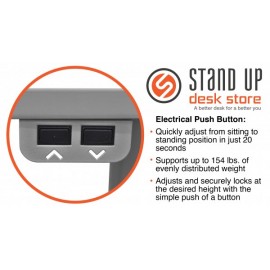 STAND UP
desk store
A better desk for a better you
Electrical Push Button:
• Quickly adjust from sitting to
standing position in just 20
seconds
• Supports up to 154 lbs. of
evenly distributed weight
• Adjusts and securely locks at
the desired height with the
simple push of a button